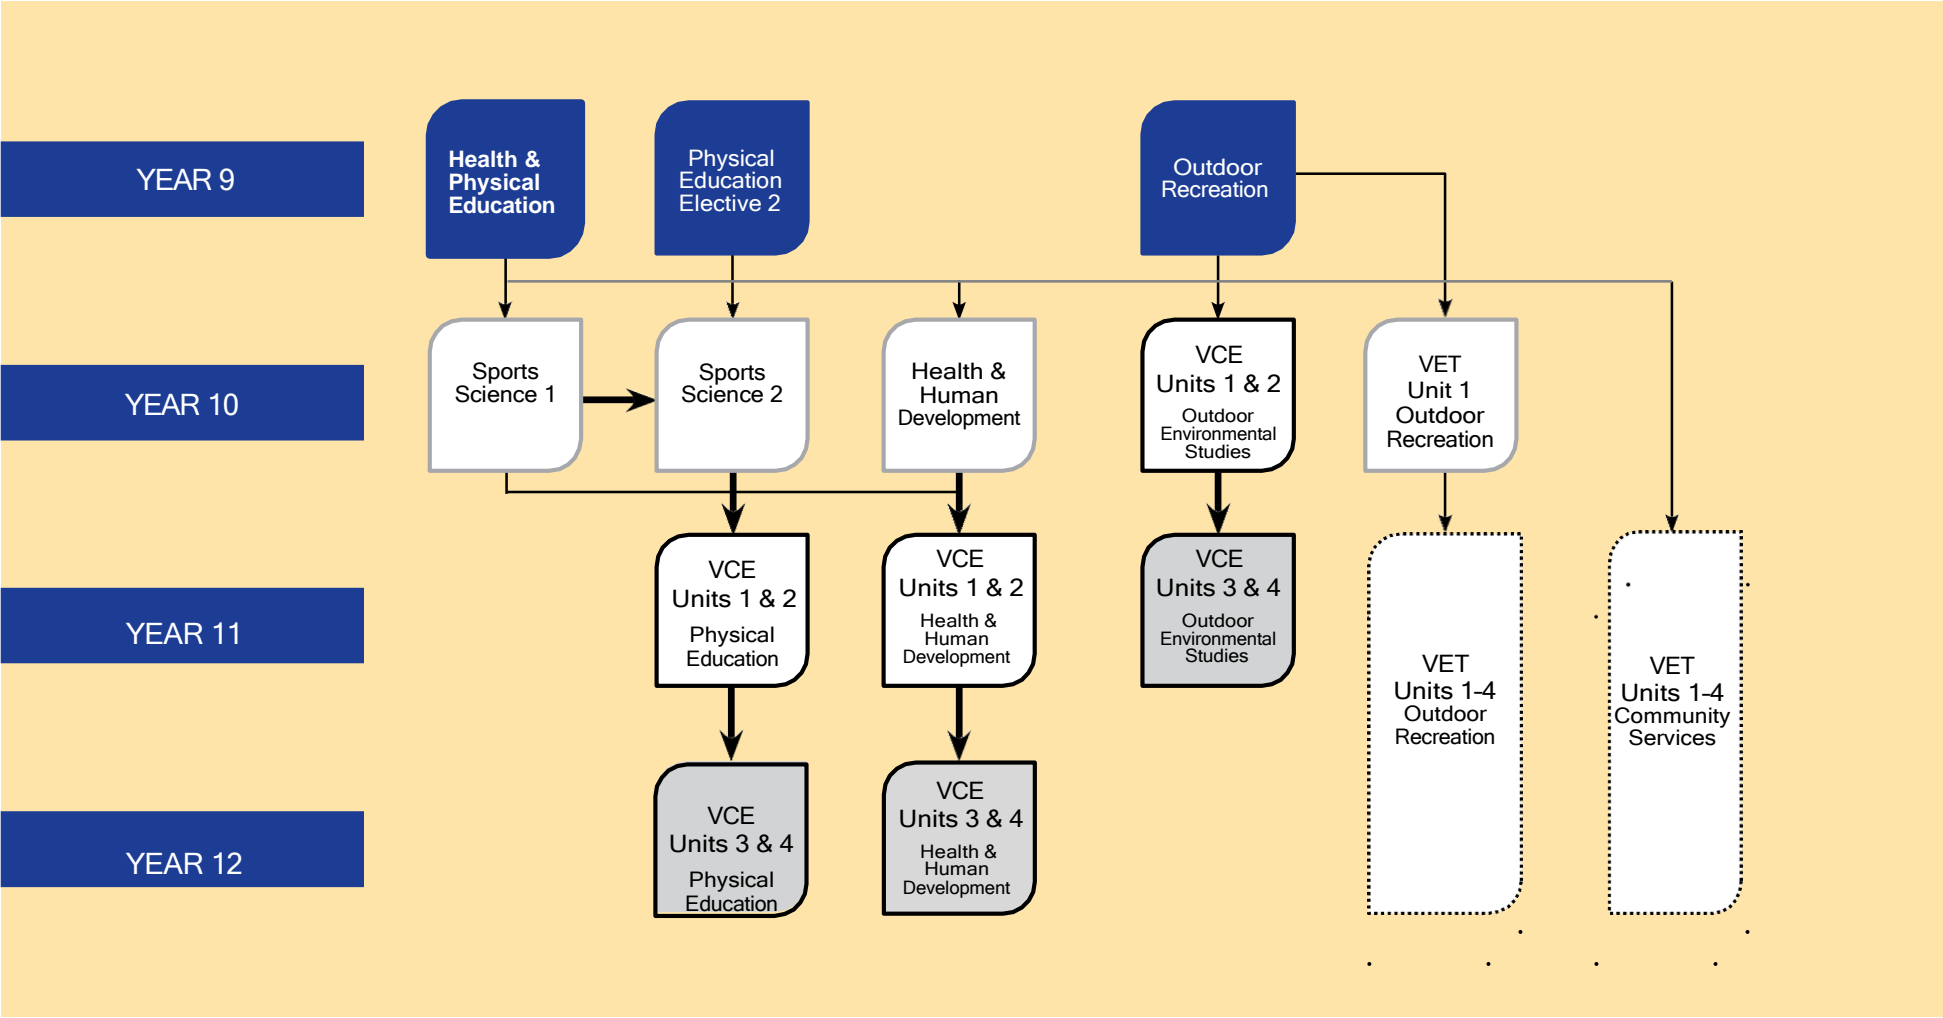 YEAR 9
Health &
Physical
Education
Physical
Education
Elective 2
Outdoor
Recreation
YEAR 10
Sports
Science 1
Sports
Science 2
Health &
Human
Development
VCE
Units 1 & 2
Outdoor
Environmental
Studies
VET
Unit 1
Outdoor
Recreation
YEAR 11
VCE
Units 1 & 2
Physical
Education
VCE
Units 1 & 2
Health &
Human
Development
VCE
Units 3 & 4
Outdoor
Environmental
Studies
VET
Units 1-4
Outdoor
Recreation
VET
Units 1-4
Community
Services
YEAR 12
VCE
Units 3 & 4
Physical
Education
VCE
Units 3 & 4
Health &
Human
Development